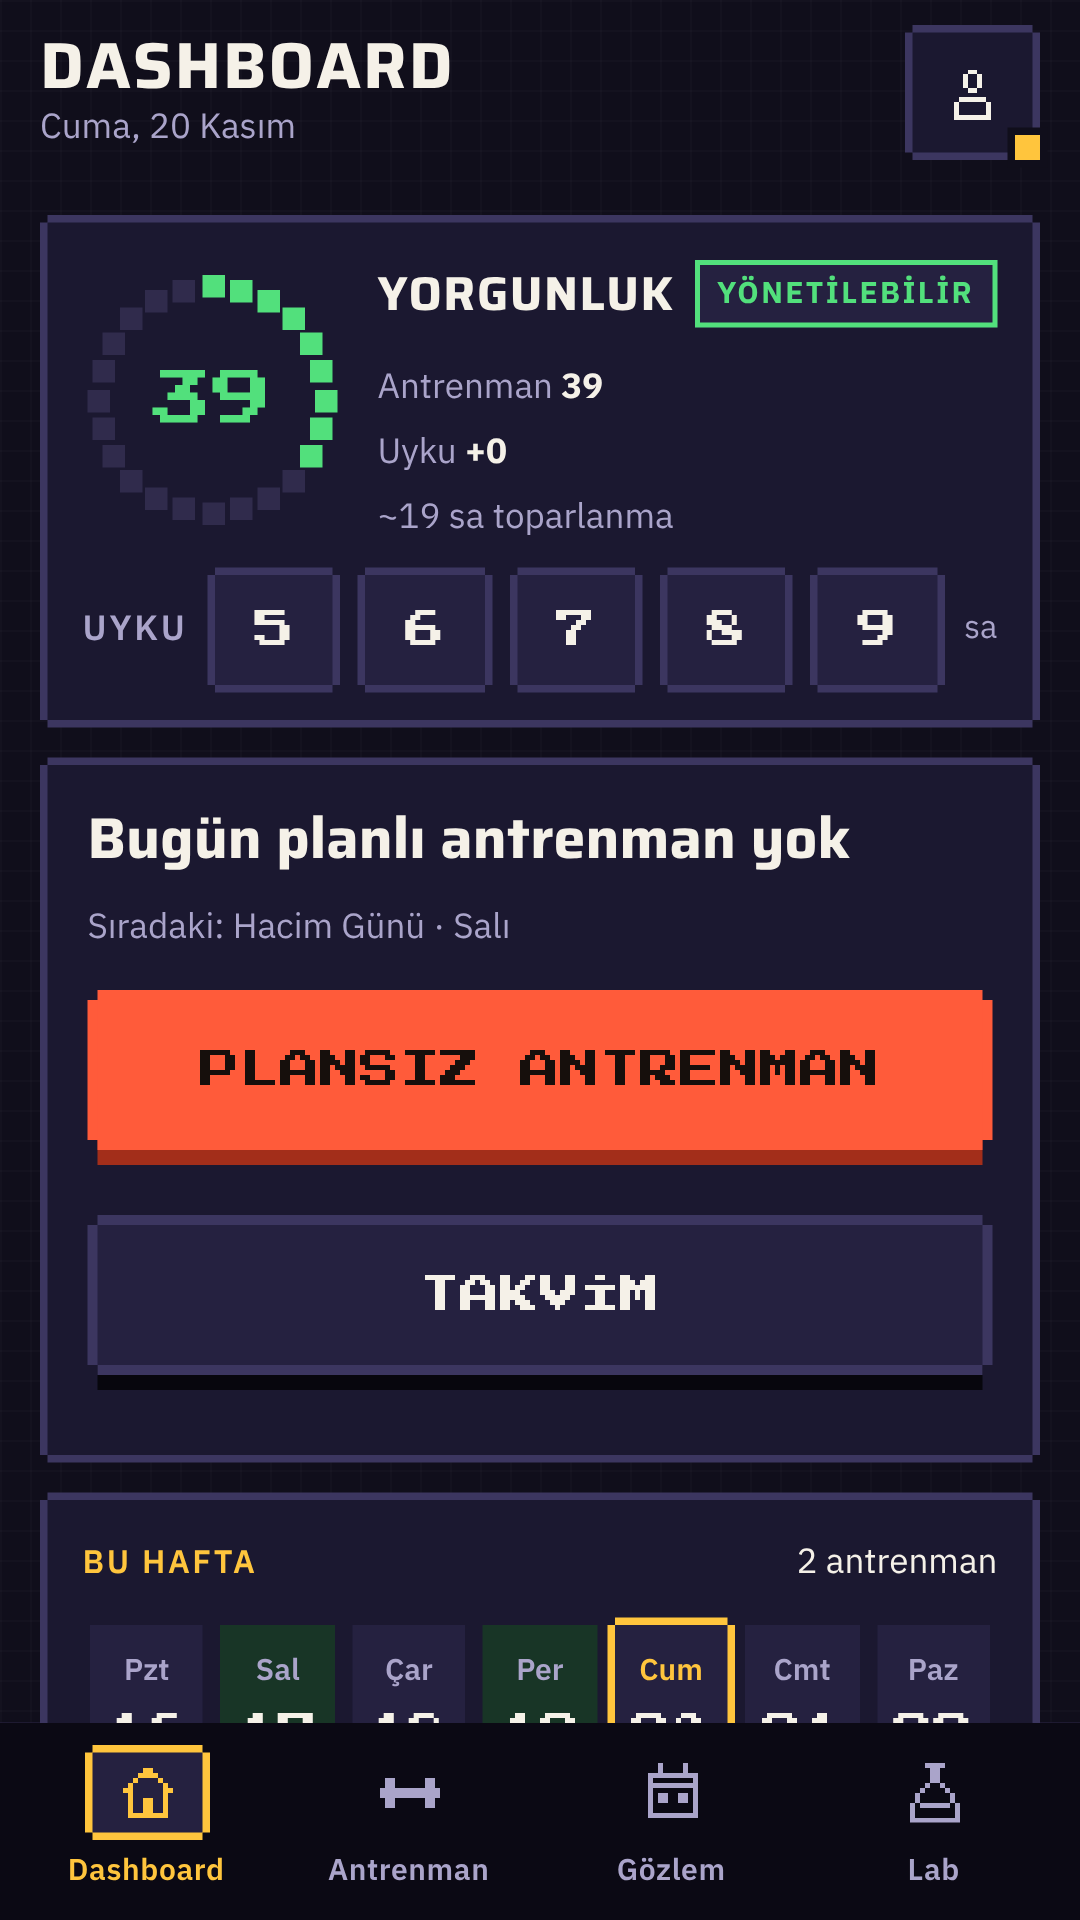 DASHBOARD
Cuma, 20 Kasım
39
YORGUNLUK
YÖNETİLEBİLİR
Antrenman 39
Uyku +0
~19 sa toparlanma
UYKU 5 6 7 8 9 sa
Bugün planlı antrenman yok
Sıradaki: Hacim Günü · Salı
PLANSIZ ANTRENMAN
TAKVİM
BU HAFTA
2 antrenman
Pzt Sal Çar Per Cum Cmt Paz
Dashboard Antrenman Gözlem Lab